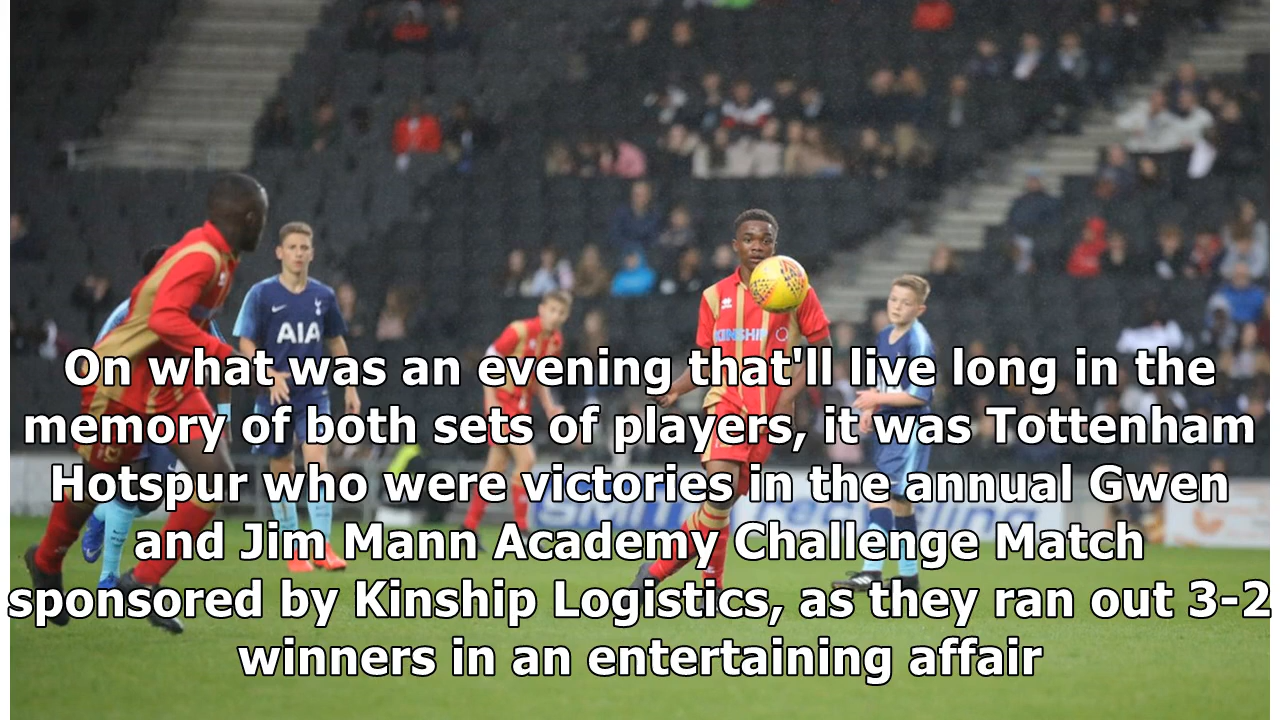 AIA
KINSHIP
On what was an evening that'll live long in the
memory of both sets of players, it was Tottenham
Hotspur who were victories in the annual Gwen
and Jim Mann Academy Challenge Match
sponsored by Kinship Logistics, as they ran out 3-2
winners in an entertaining affair
recycling